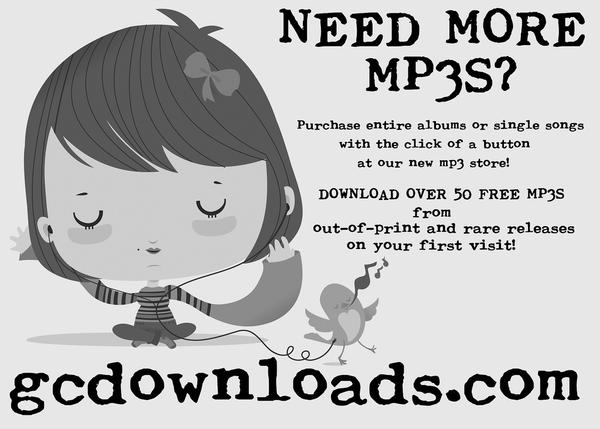 NEED MORE
MP3S?
Purchase entire albums or single songs
with the click of a button
at our new mp3 store!
DOWNLOAD OVER 50 FREE MP3S
from
out-of-print and rare releases
on your first visit!
gcdownloads.com